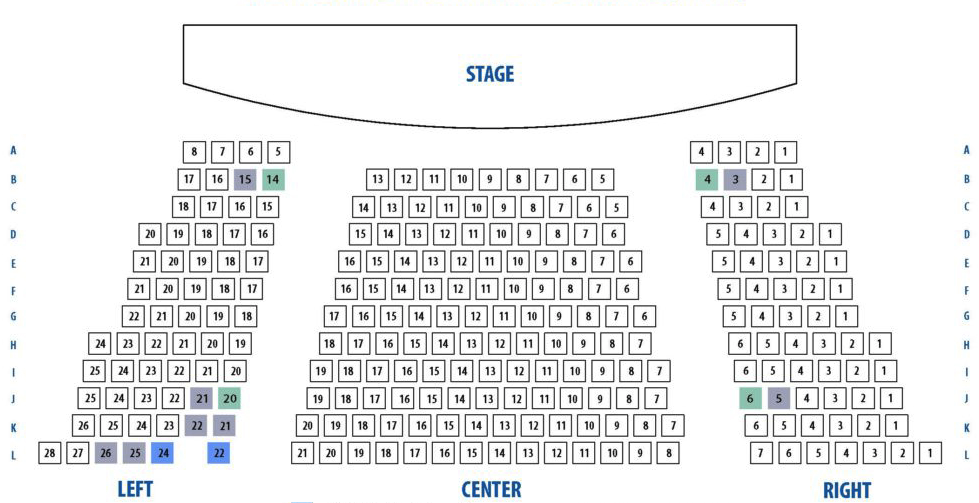 STAGE
A 8 7 6 5 4 3 2 1 A
B 17 16 15 14 13 12 11 10 9 8 7 6 5 4 3 2 1 B
C 18 17 16 15 14 13 12 11 10 9 8 7 6 5 4 3 2 1 C
D 20 19 18 17 16 15 14 13 12 11 10 9 8 7 6 5 4 3 2 1 D
E 21 20 19 18 17 16 15 14 13 12 11 10 9 8 7 6 5 4 3 2 1 E
F 21 20 19 18 17 16 15 14 13 12 11 10 9 8 7 6 5 4 3 2 1 F
G 22 21 20 19 18 17 16 15 14 13 12 11 10 9 8 7 6 5 4 3 2 1 G
H 24 23 22 21 20 19 18 17 16 15 14 13 12 11 10 9 8 7 6 5 4 3 2 1 H
I 25 24 23 22 21 20 19 18 17 16 15 14 13 12 11 10 9 8 7 6 5 4 3 2 1 I
J 25 24 23 22 21 20 19 18 17 16 15 14 13 12 11 10 9 8 7 6 5 4 3 2 1 J
K 26 25 24 23 22 21 20 19 18 17 16 15 14 13 12 11 10 9 8 7 6 5 4 3 2 1 K
L 28 27 26 25 24 22 21 20 19 18 17 16 15 14 13 12 11 10 9 8 7 6 5 4 3 2 1 L
LEFT CENTER RIGHT